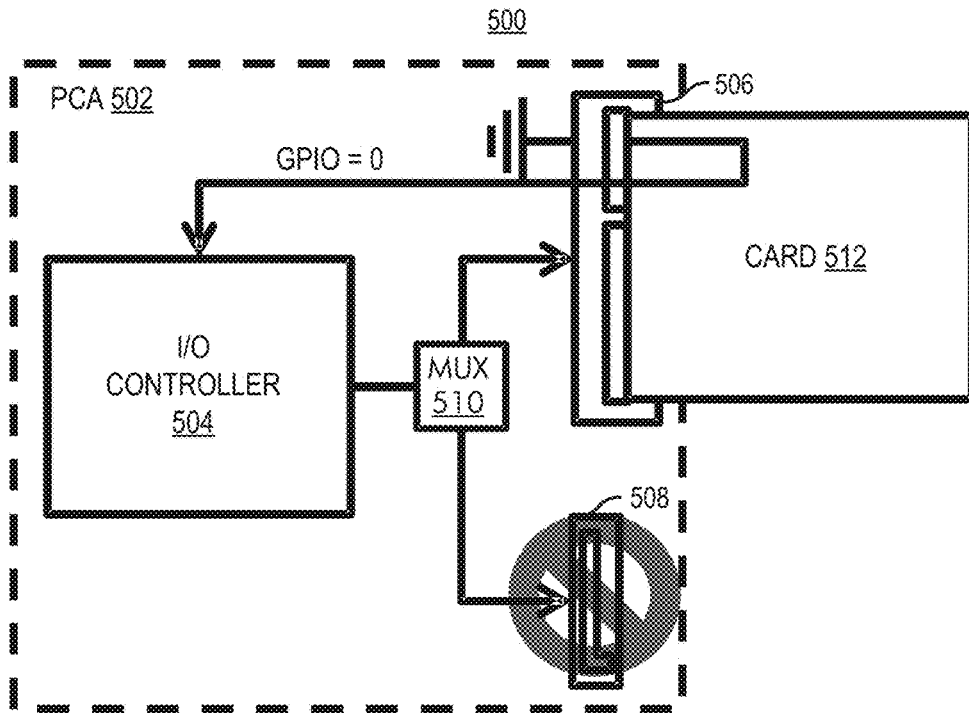 500
PCA 502
506
GPIO = 0
CARD 512
I/O
CONTROLLER
504
MUX
510
508